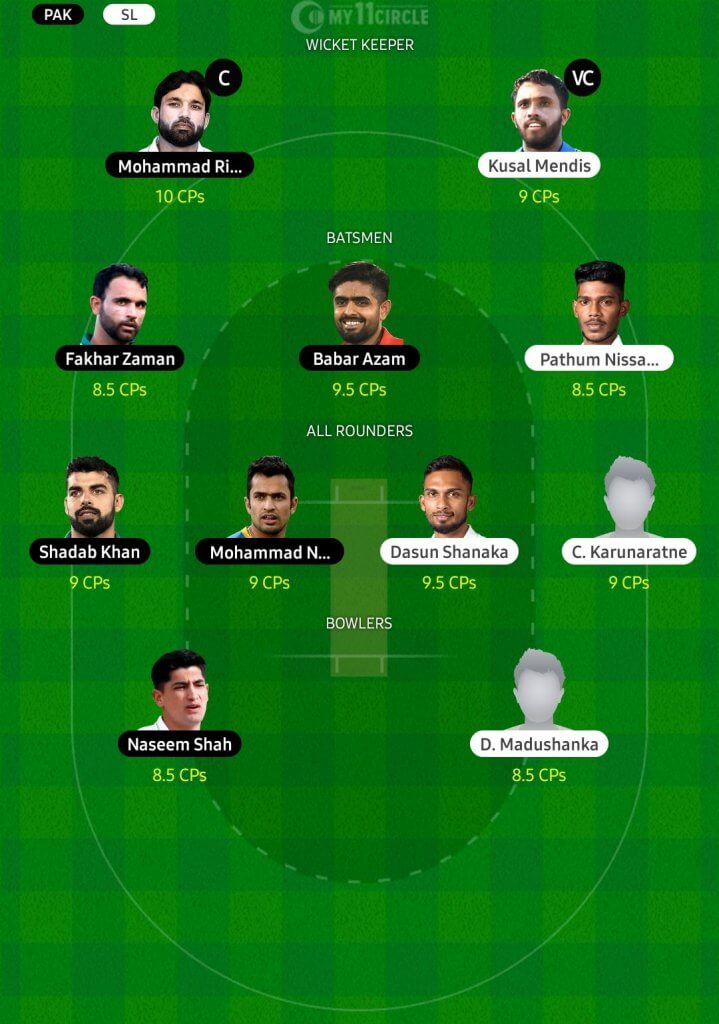 PAK SL
MY11CIRCLE
WICKET KEEPER
C VC
Mohammad Ri... Kusal Mendis
10 CPs 9 CPs
BATSMEN
Fakhar Zaman Babar Azam Pathum Nissa...
8.5 CPs 9.5 CPs 8.5 CPs
ALL ROUNDERS
Shadab Khan Mohammad N... Dasun Shanaka C. Karunaratne
9 CPs 9 CPs 9.5 CPs 9 CPs
BOWLERS
Naseem Shah D. Madushanka
8.5 CPs 8.5 CPs